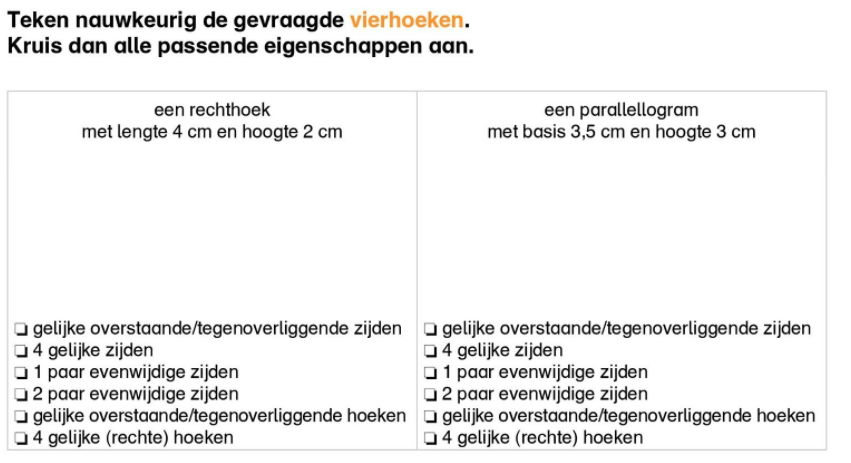 Teken nauwkeurig de gevraagde vierhoeken.
Kruis dan alle passende eigenschappen aan.
een rechthoek
met lengte 4 cm en hoogte 2 cm
❏ gelijke overstaande/tegenoverliggende zijden
❏ 4 gelijke zijden
❏ 1 paar evenwijdige zijden
❏ 2 paar evenwijdige zijden
❏ gelijke overstaande/tegenoverliggende hoeken
❏ 4 gelijke (rechte) hoeken
een parallellogram
met basis 3,5 cm en hoogte 3 cm
❏ gelijke overstaande/tegenoverliggende zijden
❏ 4 gelijke zijden
❏ 1 paar evenwijdige zijden
❏ 2 paar evenwijdige zijden
❏ gelijke overstaande/tegenoverliggende hoeken
❏ 4 gelijke (rechte) hoeken